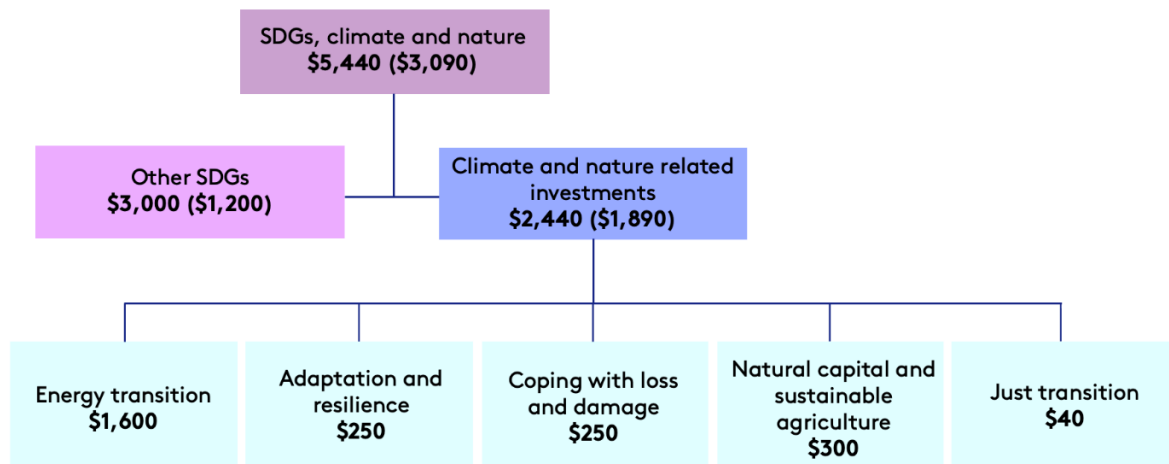 SDGs, climate and nature
$5,440 ($3,090)
Other SDGs
$3,000 ($1,200)
Climate and nature related
investments
$2,440 ($1,890)
Energy transition
$1,600
Adaptation and
resilience
$250
Coping with loss
and damage
$250
Natural capital and
sustainable
agriculture
$300
Just transition
$40